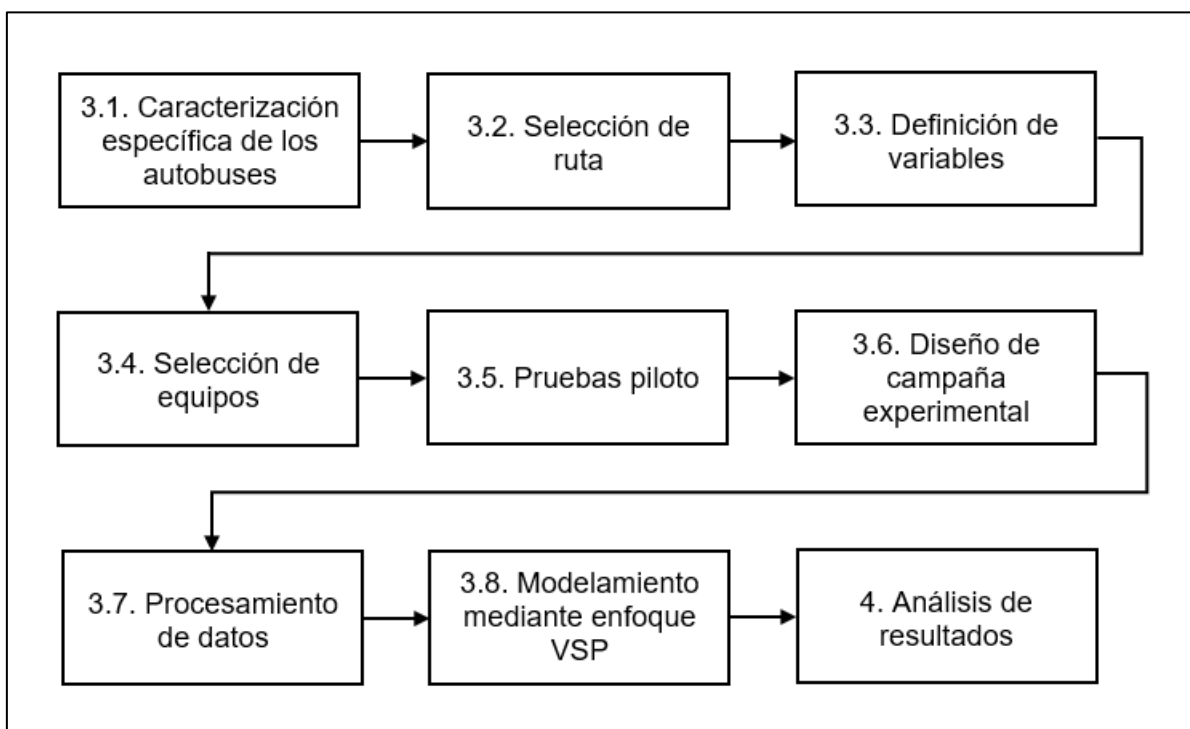 3.1. Caracterización
específica de los
autobuses
3.2. Selección de
ruta
3.3. Definición de
variables
3.4. Selección de
equipos
3.5. Pruebas piloto
3.6. Diseño de
campaña
experimental
3.7. Procesamiento
de datos
3.8. Modelamiento
mediante enfoque
VSP
4. Análisis de
resultados